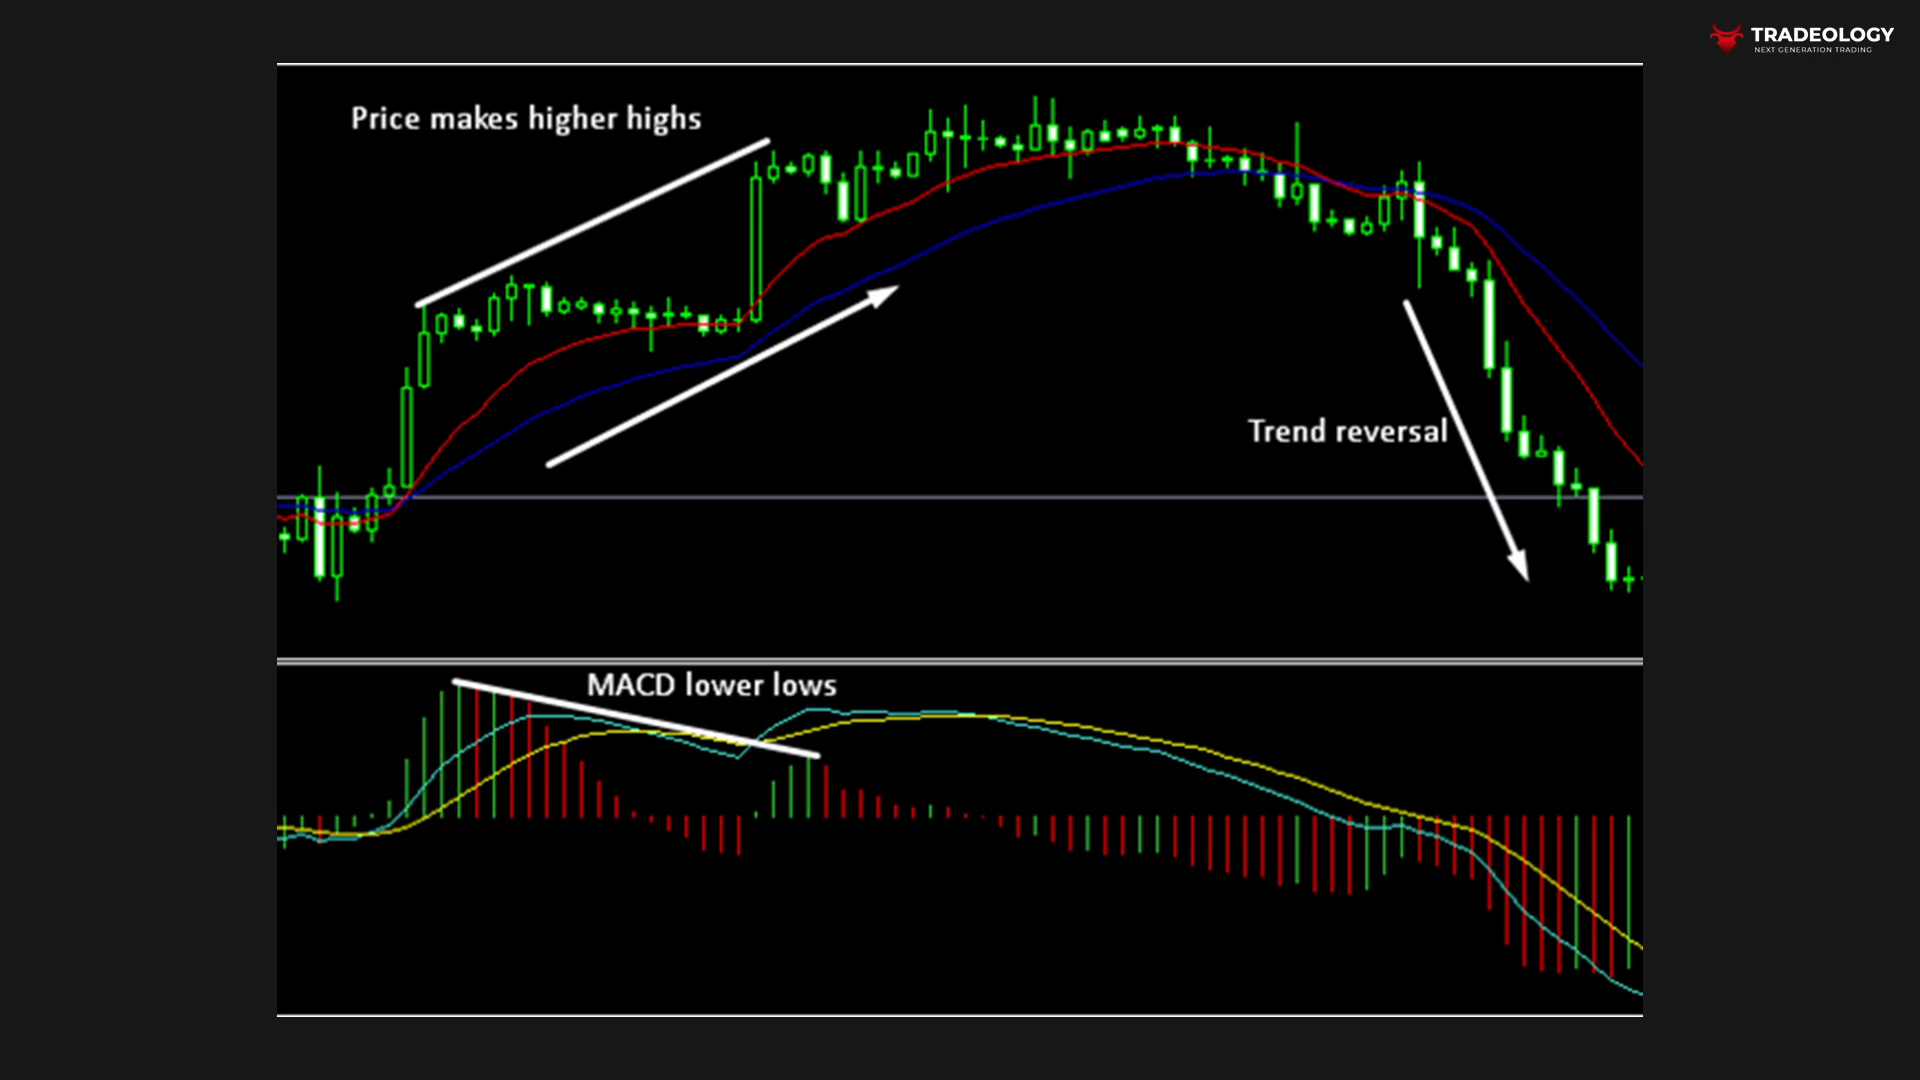 TRADEOLOGY
NEXT GENERATION TRADING
Price makes higher highs
Trend reversal
MACD lower lows